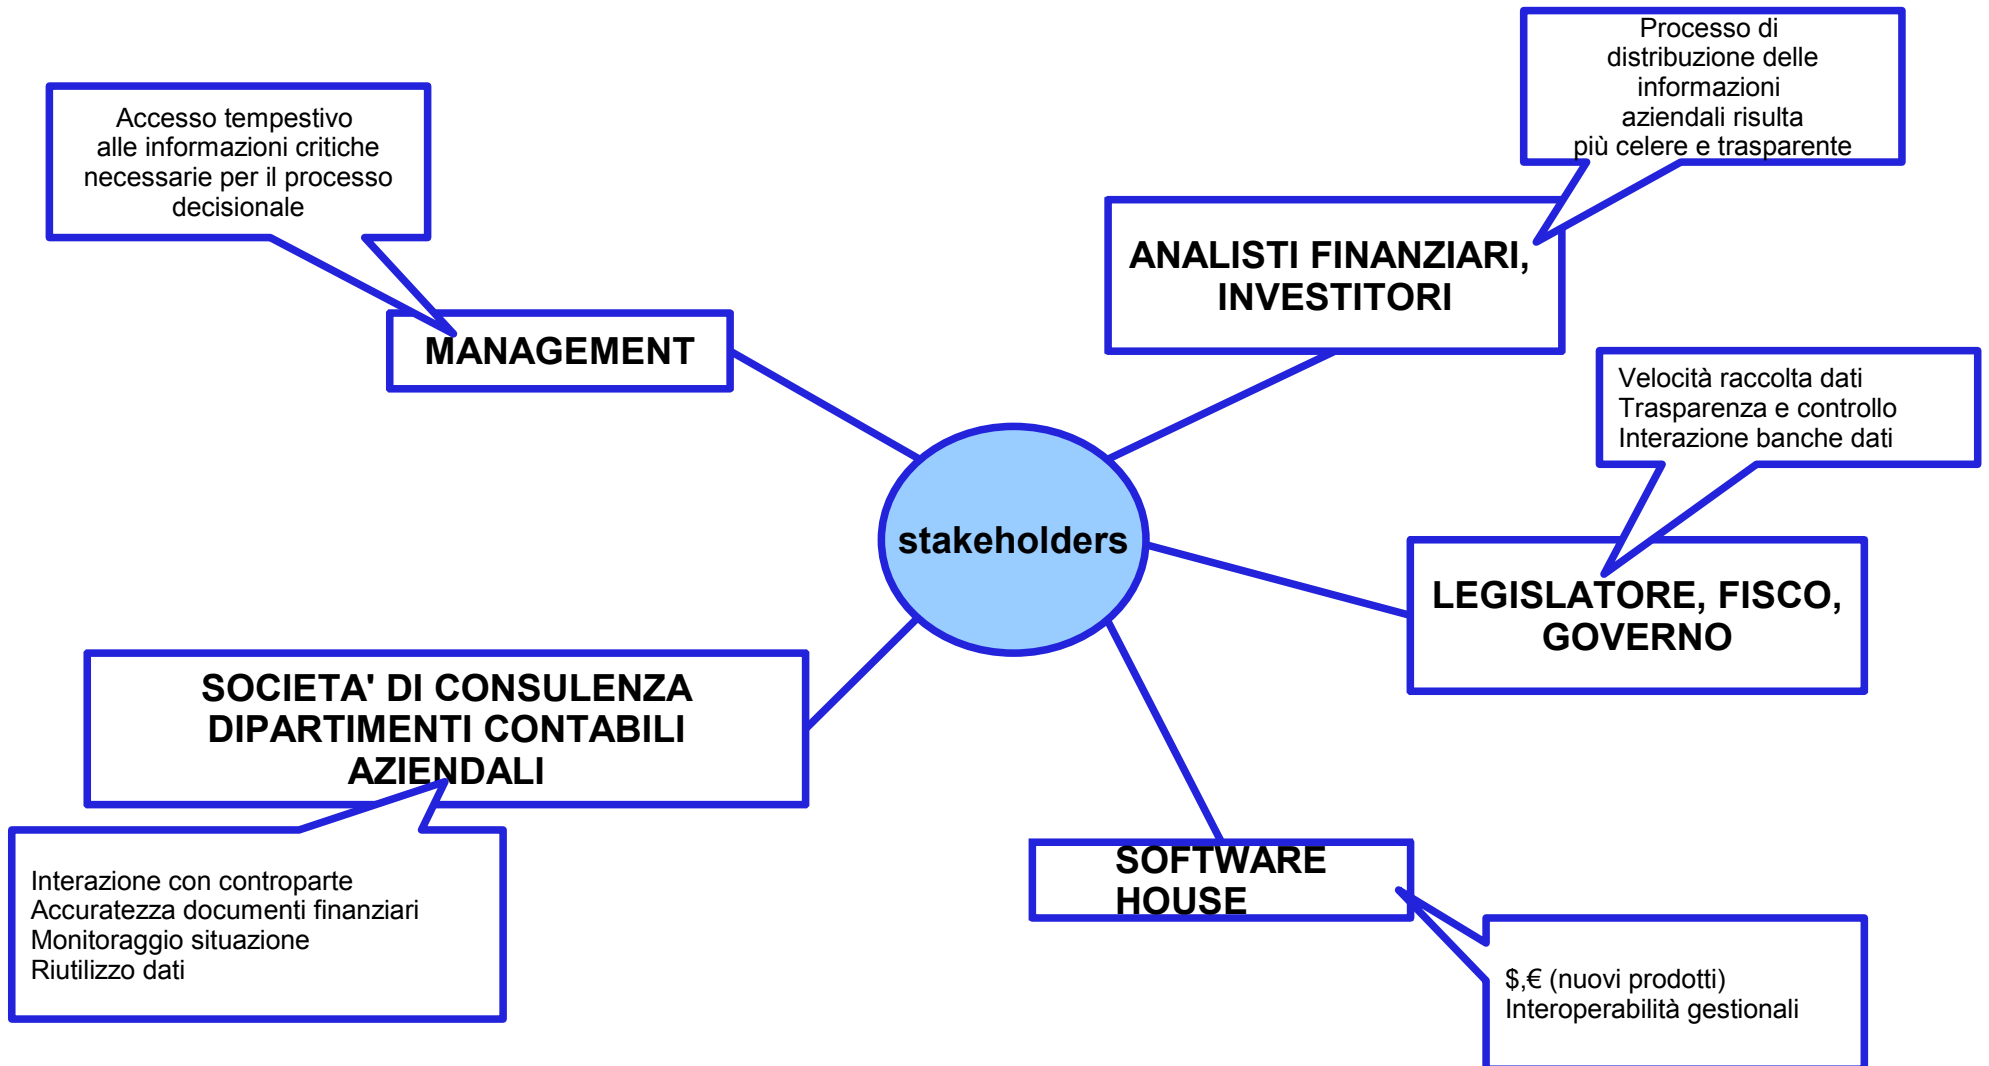 Processo di
distribuzione delle
informazioni
aziendali risulta
più celere e trasparente
Accesso tempestivo
alle informazioni critiche
necessarie per il processo
decisionale
ANALISTI FINANZIARI,
INVESTITORI
MANAGEMENT
Velocità raccolta dati
Trasparenza e controllo
Interazione banche dati
stakeholders
LEGISLATORE, FISCO,
GOVERNO
SOCIETA' DI CONSULENZA
DIPARTIMENTI CONTABILI
AZIENDALI
SOFTWARE
HOUSE
Interazione con controparte
Accuratezza documenti finanziari
Monitoraggio situazione
Riutilizzo dati
$,€ (nuovi prodotti)
Interoperabilità gestionali